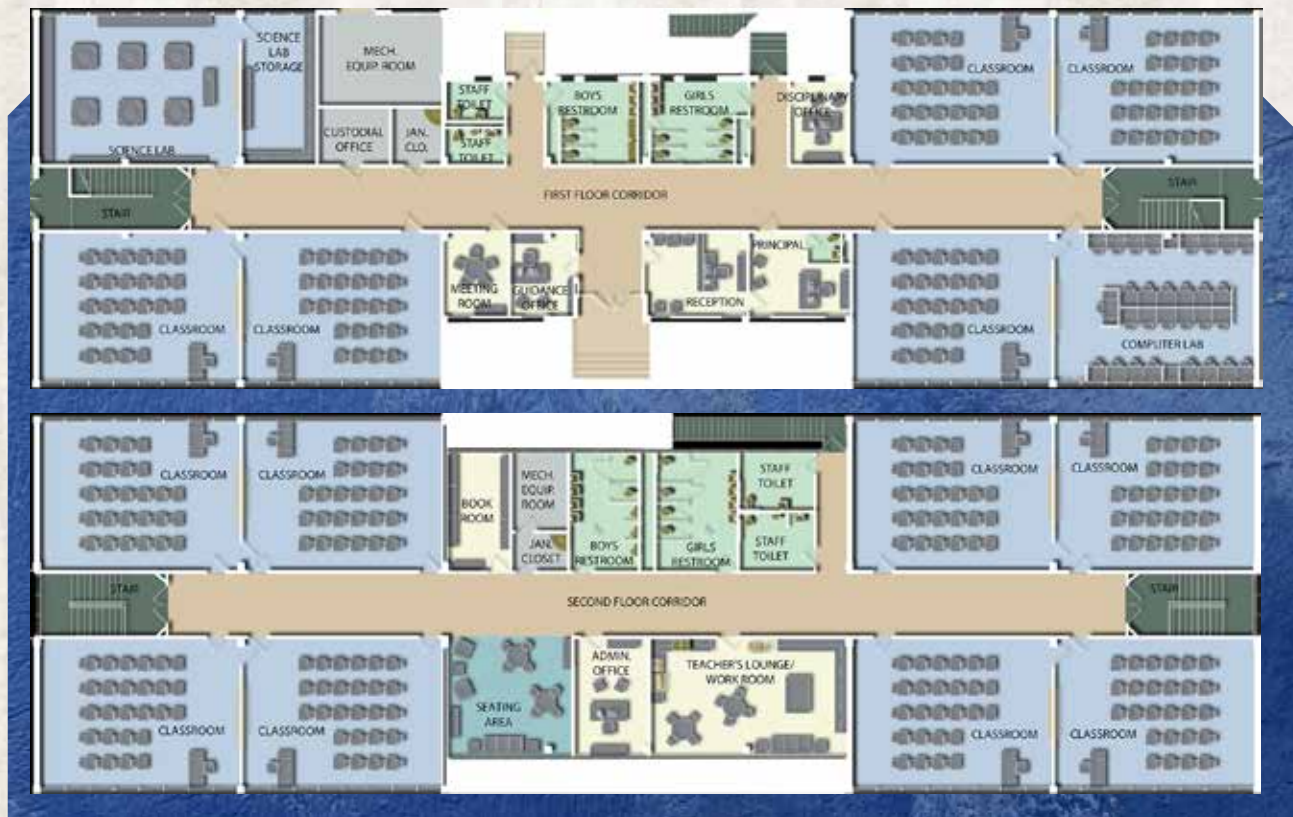 SCIENCE
LAB
STORAGE
MECH.
EQUIP. ROOM
STAFF
TOILET
BOYS
RESTROOM
GIRLS
RESTROOM
DISCIPLINARY
OFFICE
CLASSROOM
CLASSROOM
SCIENCE LAB
CUSTODIAL
OFFICE
JAN.
CLO.
STAFF
TOILET
STAIR
FIRST FLOOR CORRIDOR
STAIR
CLASSROOM
CLASSROOM
MEETING
ROOM
GUIDANCE
OFFICE
RECEPTION
PRINCIPAL
CLASSROOM
COMPUTER LAB
CLASSROOM
CLASSROOM
BOOK
ROOM
MECH.
EQUIP.
ROOM
JAN.
CLOSET
BOYS
RESTROOM
GIRLS
RESTROOM
STAFF
TOILET
STAFF
TOILET
CLASSROOM
CLASSROOM
STAIR
SECOND FLOOR CORRIDOR
STAIR
CLASSROOM
CLASSROOM
SEATING
AREA
ADMIN.
OFFICE
TEACHER'S LOUNGE/
WORK ROOM
CLASSROOM
CLASSROOM